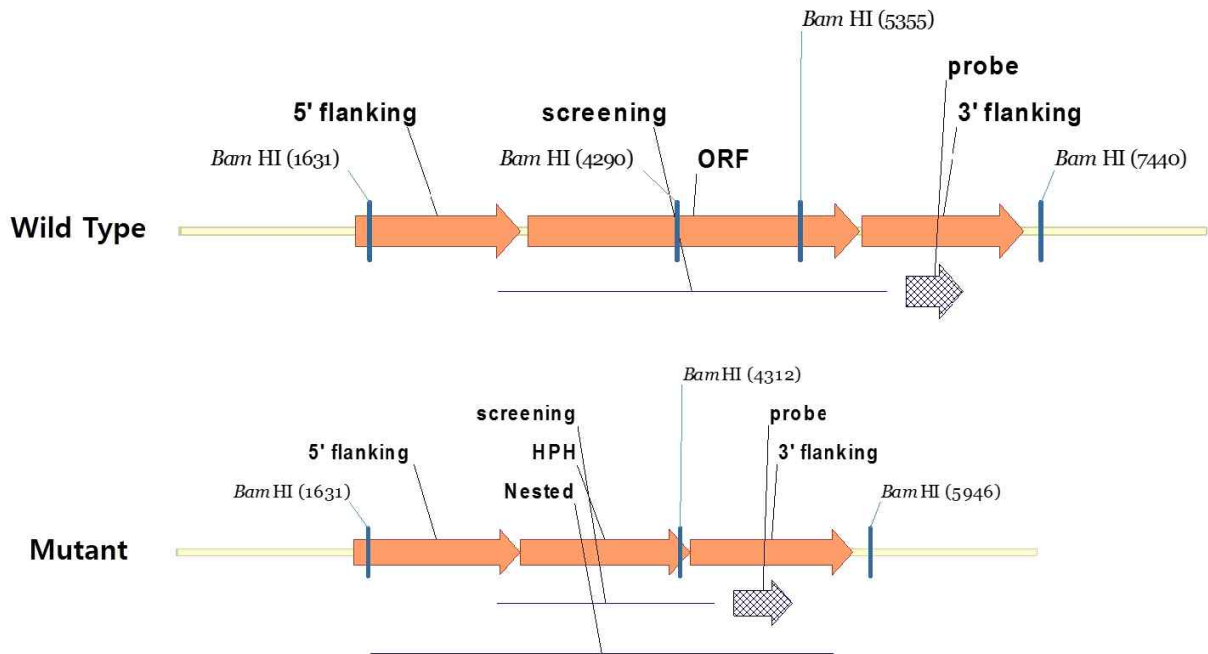 Bam HI (5355)
probe
5' flanking
screening
3' flanking
Bam HI (1631)
Bam HI (4290)
ORF
Bam HI (7440)
Wild Type
BamHI (4312)
screening
probe
5' flanking
HPH
3' flanking
BamHI (1631)
Nested
BamHI (5946)
Mutant